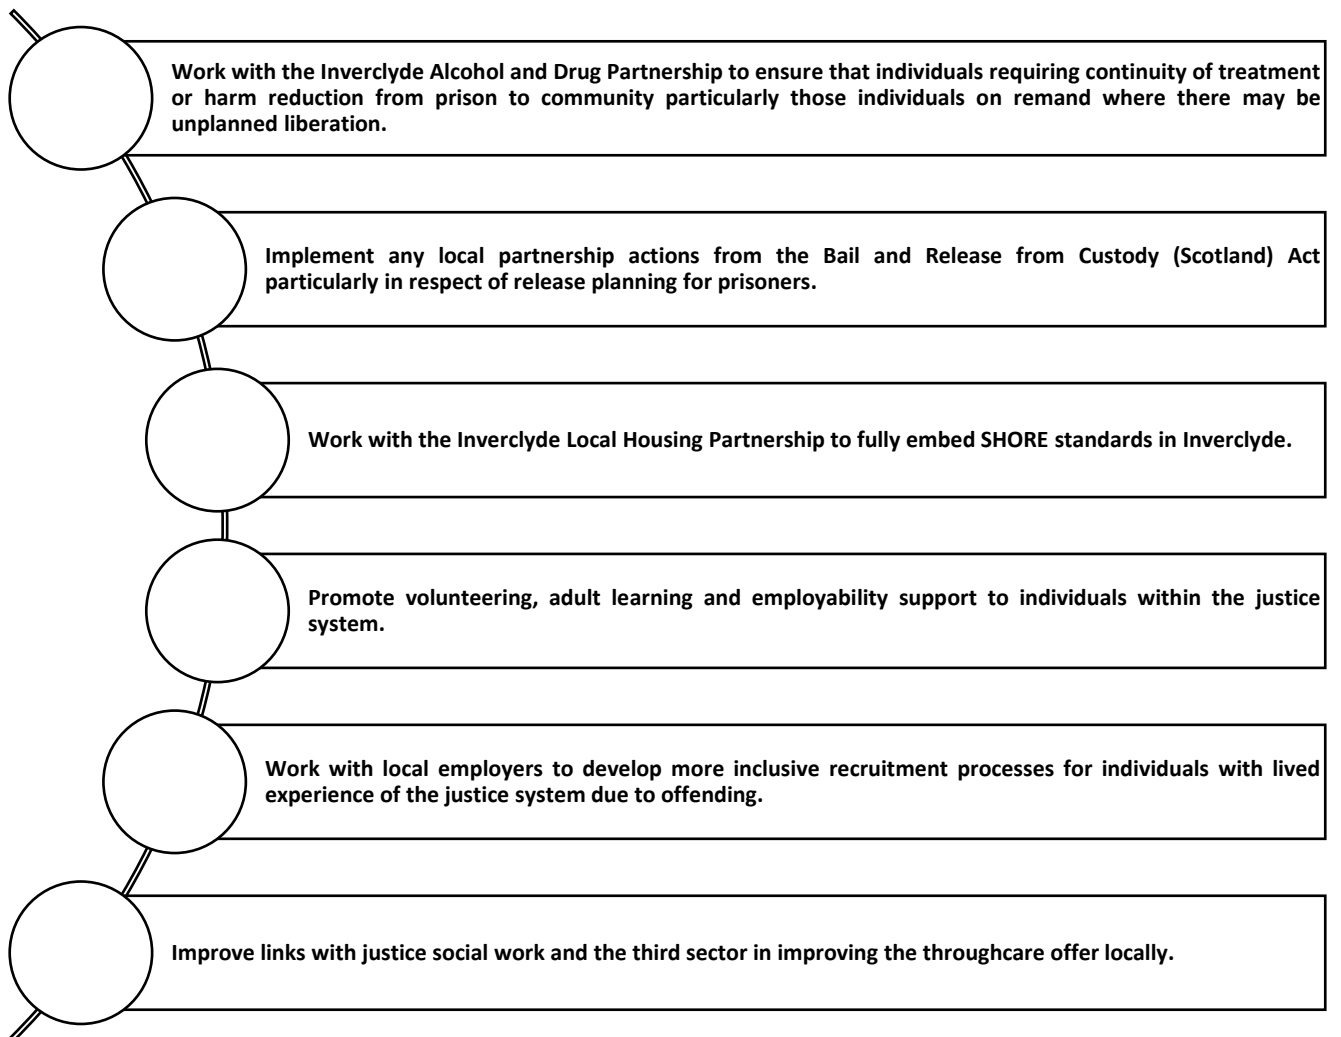 Work with the Inverclyde Alcohol and Drug Partnership to ensure that individuals requiring continuity of treatment
or harm reduction from prison to community particularly those individuals on remand where there may be
unplanned liberation.
Implement any local partnership actions from the Bail and Release from Custody (Scotland) Act
particularly in respect of release planning for prisoners.
Work with the Inverclyde Local Housing Partnership to fully embed SHORE standards in Inverclyde.
Promote volunteering, adult learning and employability support to individuals within the justice
system.
Work with local employers to develop more inclusive recruitment processes for individuals with lived
experience of the justice system due to offending.
Improve links with justice social work and the third sector in improving the throughcare offer locally.